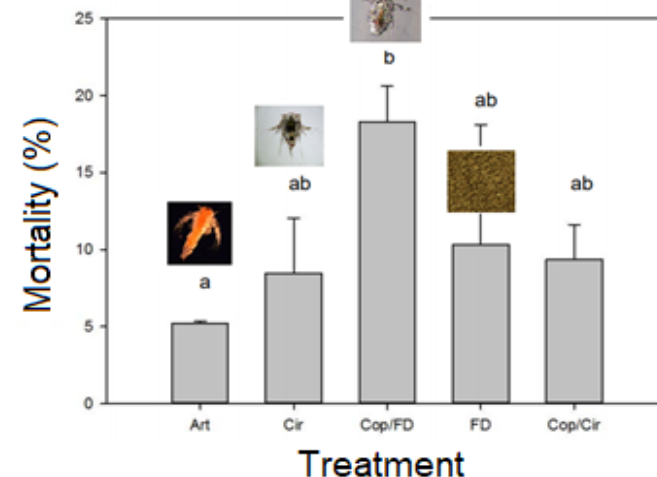 25
20
15
10
5
0
Mortality (%)
a
ab
b
ab
ab
Art Cir Cop/FD FD Cop/Cir
Treatment